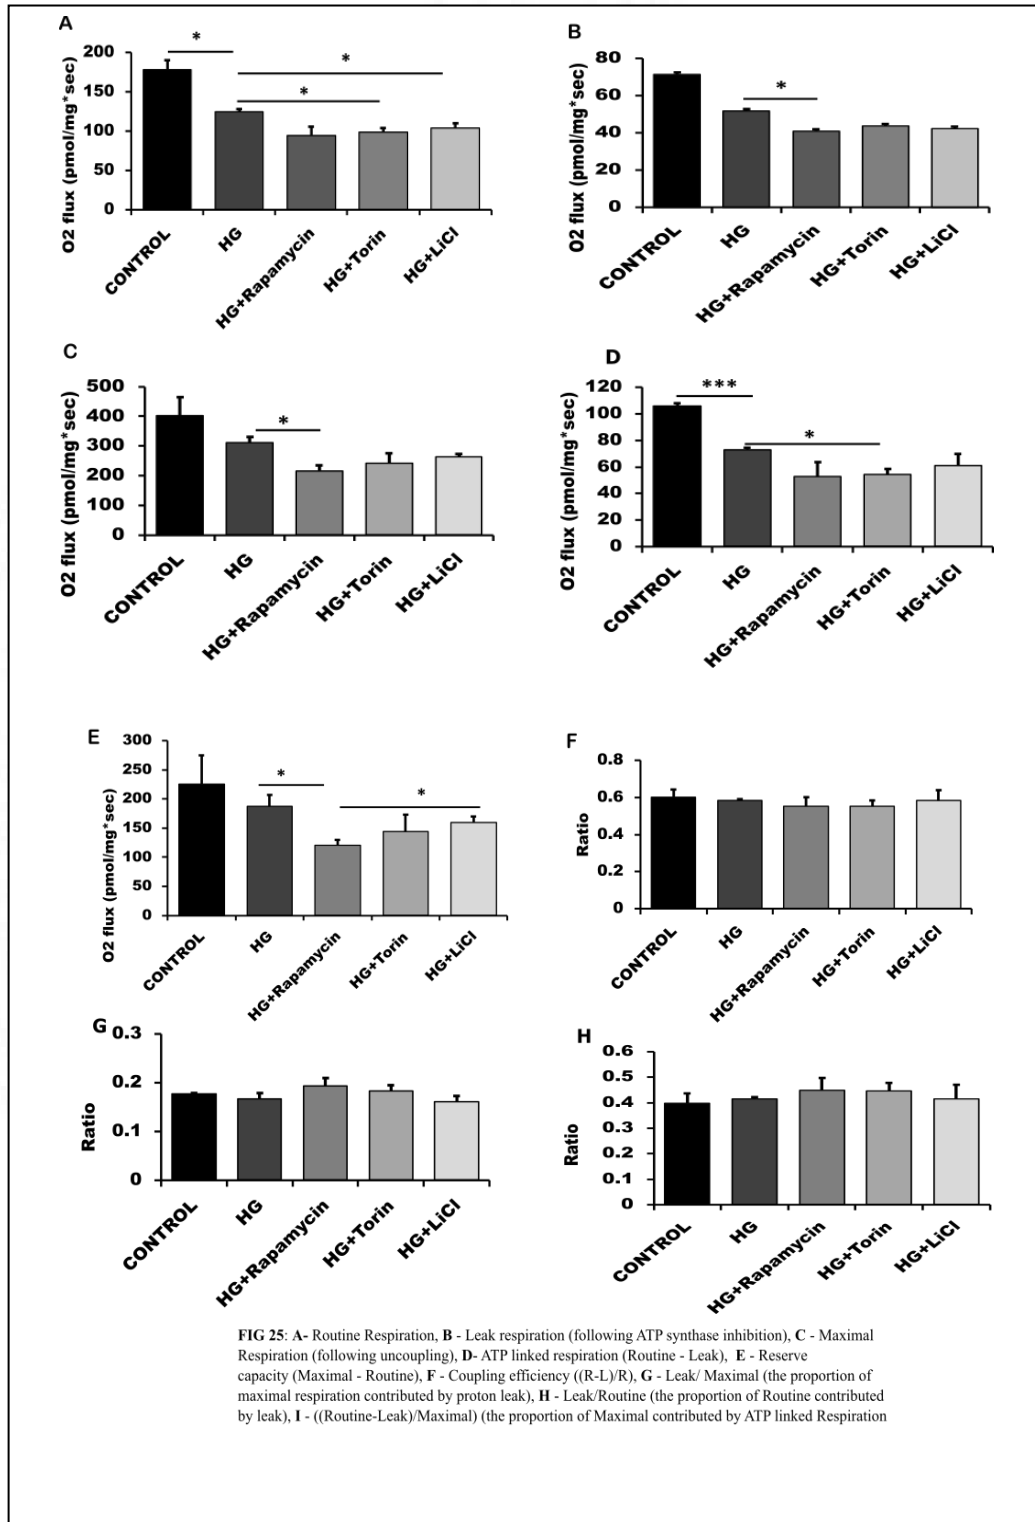 A
*
*
*
200
150
100
50
0
O2 flux (pmol/mg*sec)
CONTROL
HG
HG+Rapamycin
HG+Torin
HG+LiCl
B
*
80
60
40
20
0
O2 flux (pmol/mg*sec)
CONTROL
HG
HG+Rapamycin
HG+Torin
HG+LiCl
C
*
500
400
300
200
100
0
O2 flux (pmol/mg*sec)
CONTROL
HG
HG+Rapamycin
HG+Torin
HG+LiCl
D
***
*
120
100
80
60
40
20
0
O2 flux (pmol/mg*sec)
CONTROL
HG
HG+Rapamycin
HG+Torin
HG+LiCl
E
*
*
300
250
200
150
100
50
0
O2 flux (pmol/mg*sec)
CONTROL
HG
HG+Rapamycin
HG+Torin
HG+LiCl
F
0.8
0.6
0.4
0.2
0
Ratio
CONTROL
HG
HG+Rapamycin
HG+Torin
HG+LiCl
G
0.3
0.2
0.1
0
Ratio
CONTROL
HG
HG+Rapamycin
HG+Torin
HG+LiCl
H
0.6
0.5
0.4
0.3
0.2
0.1
0
Ratio
CONTROL
HG
HG+Rapamycin
HG+Torin
HG+LiCl
FIG 25: A- Routine Respiration, B - Leak respiration (following ATP synthase inhibition), C - Maximal
Respiration (following uncoupling), D- ATP linked respiration (Routine - Leak), E - Reserve
capacity (Maximal - Routine), F - Coupling efficiency ((R-L)/R), G - Leak/ Maximal (the proportion of
maximal respiration contributed by proton leak), H - Leak/Routine (the proportion of Routine contributed
by leak), I - ((Routine-Leak)/Maximal) (the proportion of Maximal contributed by ATP linked Respiration